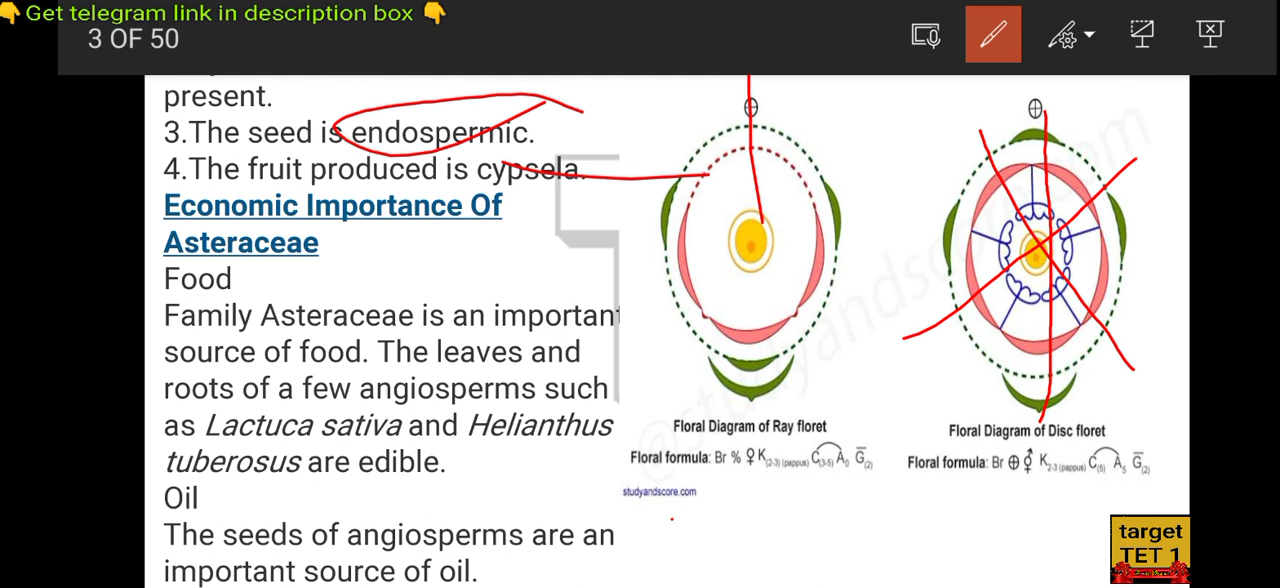 👇 Get telegram link in description box 👇
3 OF 50
present.
3.The seed is endospermic.
4.The fruit produced is cypsela.
Economic Importance Of
Asteraceae
Food
Family Asteraceae is an important
source of food. The leaves and
roots of a few angiosperms such
as Lactuca sativa and Helianthus
tuberosus are edible.
Oil
The seeds of angiosperms are an
important source of oil.
Floral Diagram of Ray floret
Floral formula: Br % ♀ K(2-3) (pappus) C(3-5) A0 G̅(2)
studyandscore.com
Floral Diagram of Disc floret
Floral formula: Br ⊕ ⚥ K2-3 (pappus) C(5) A5 G̅(2)
@studyandscore.com
target
TET 1